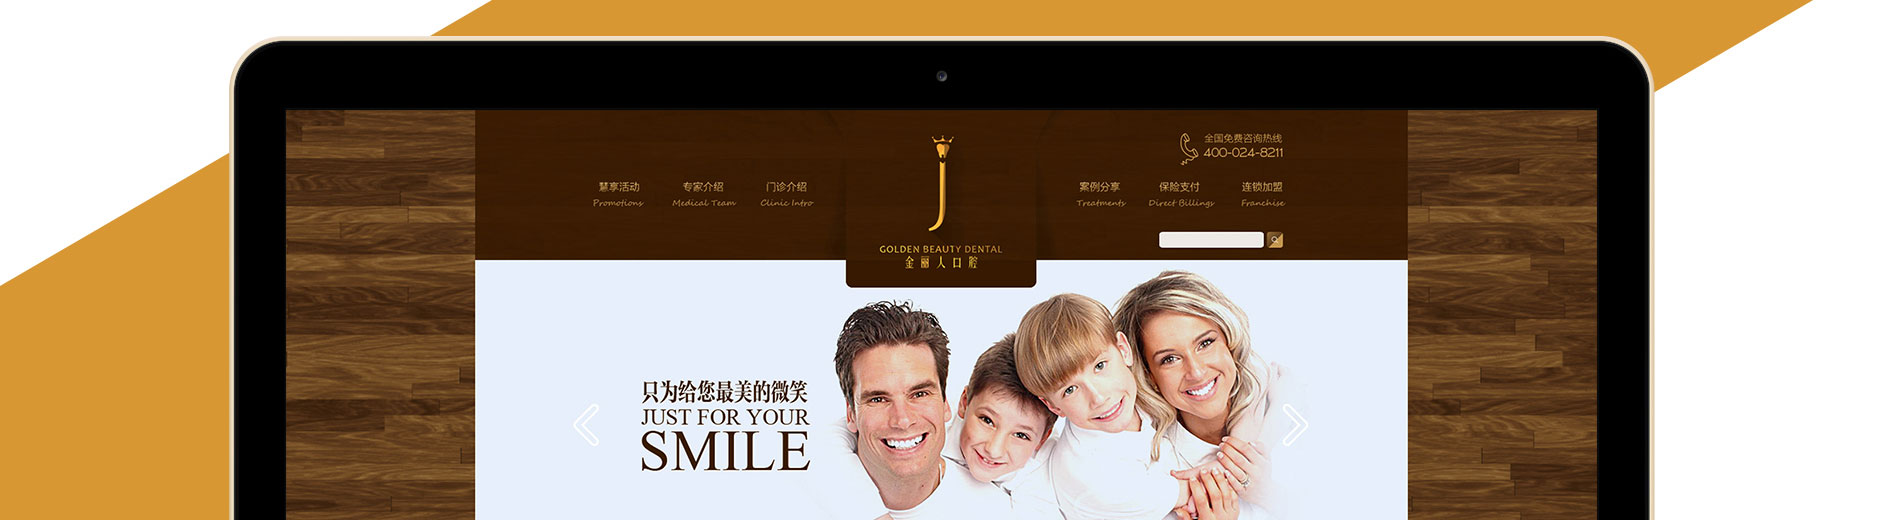 全国免费咨询热线
400-024-8211
慧享活动
Promotions
专家介绍
Medical Team
门诊介绍
Clinic Intro
案例分享
Treatments
保险支付
Direct Billings
连锁加盟
Franchise
GOLDEN BEAUTY DENTAL
金丽人口腔
只为给您最美的微笑
JUST FOR YOUR
SMILE